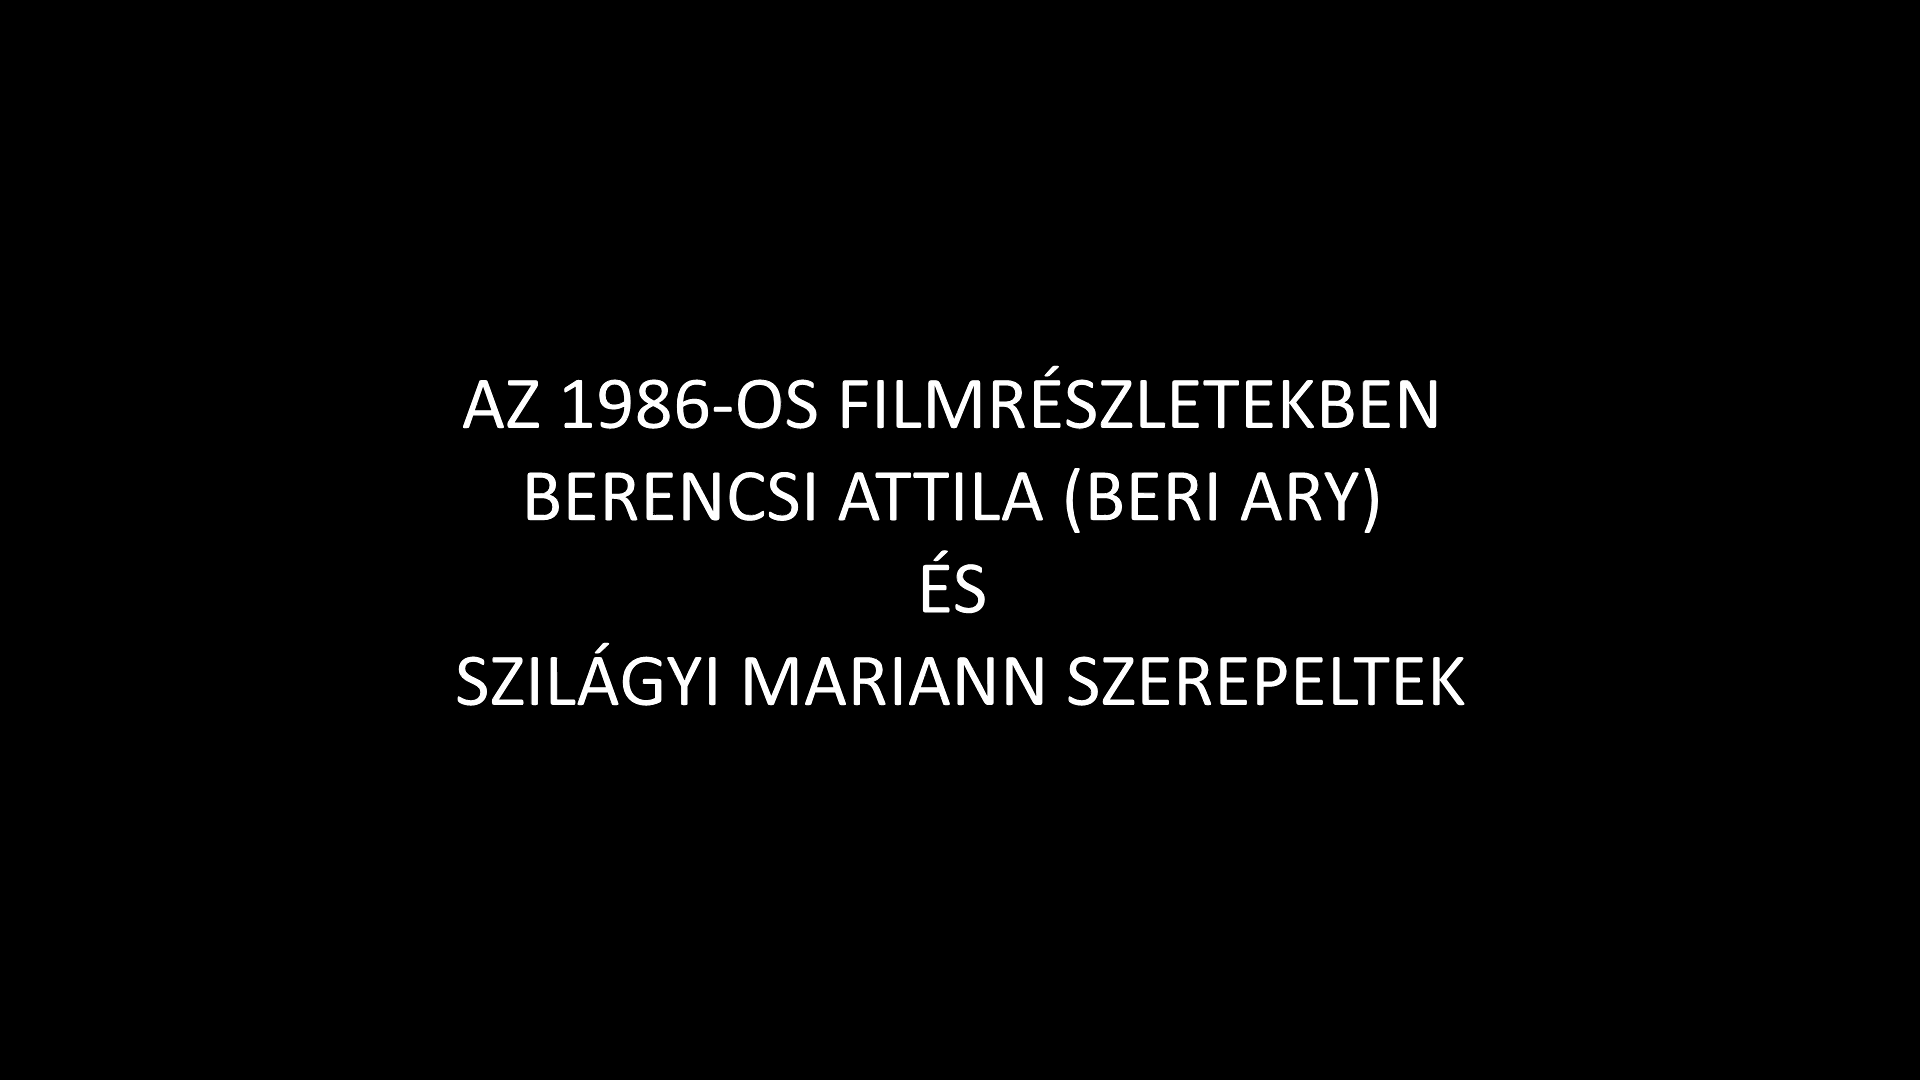 AZ 1986-OS FILMRÉSZLETEKBEN
BERENCSI ATTILA (BERI ARY)
ÉS
SZILÁGYI MARIANN SZEREPELTEK